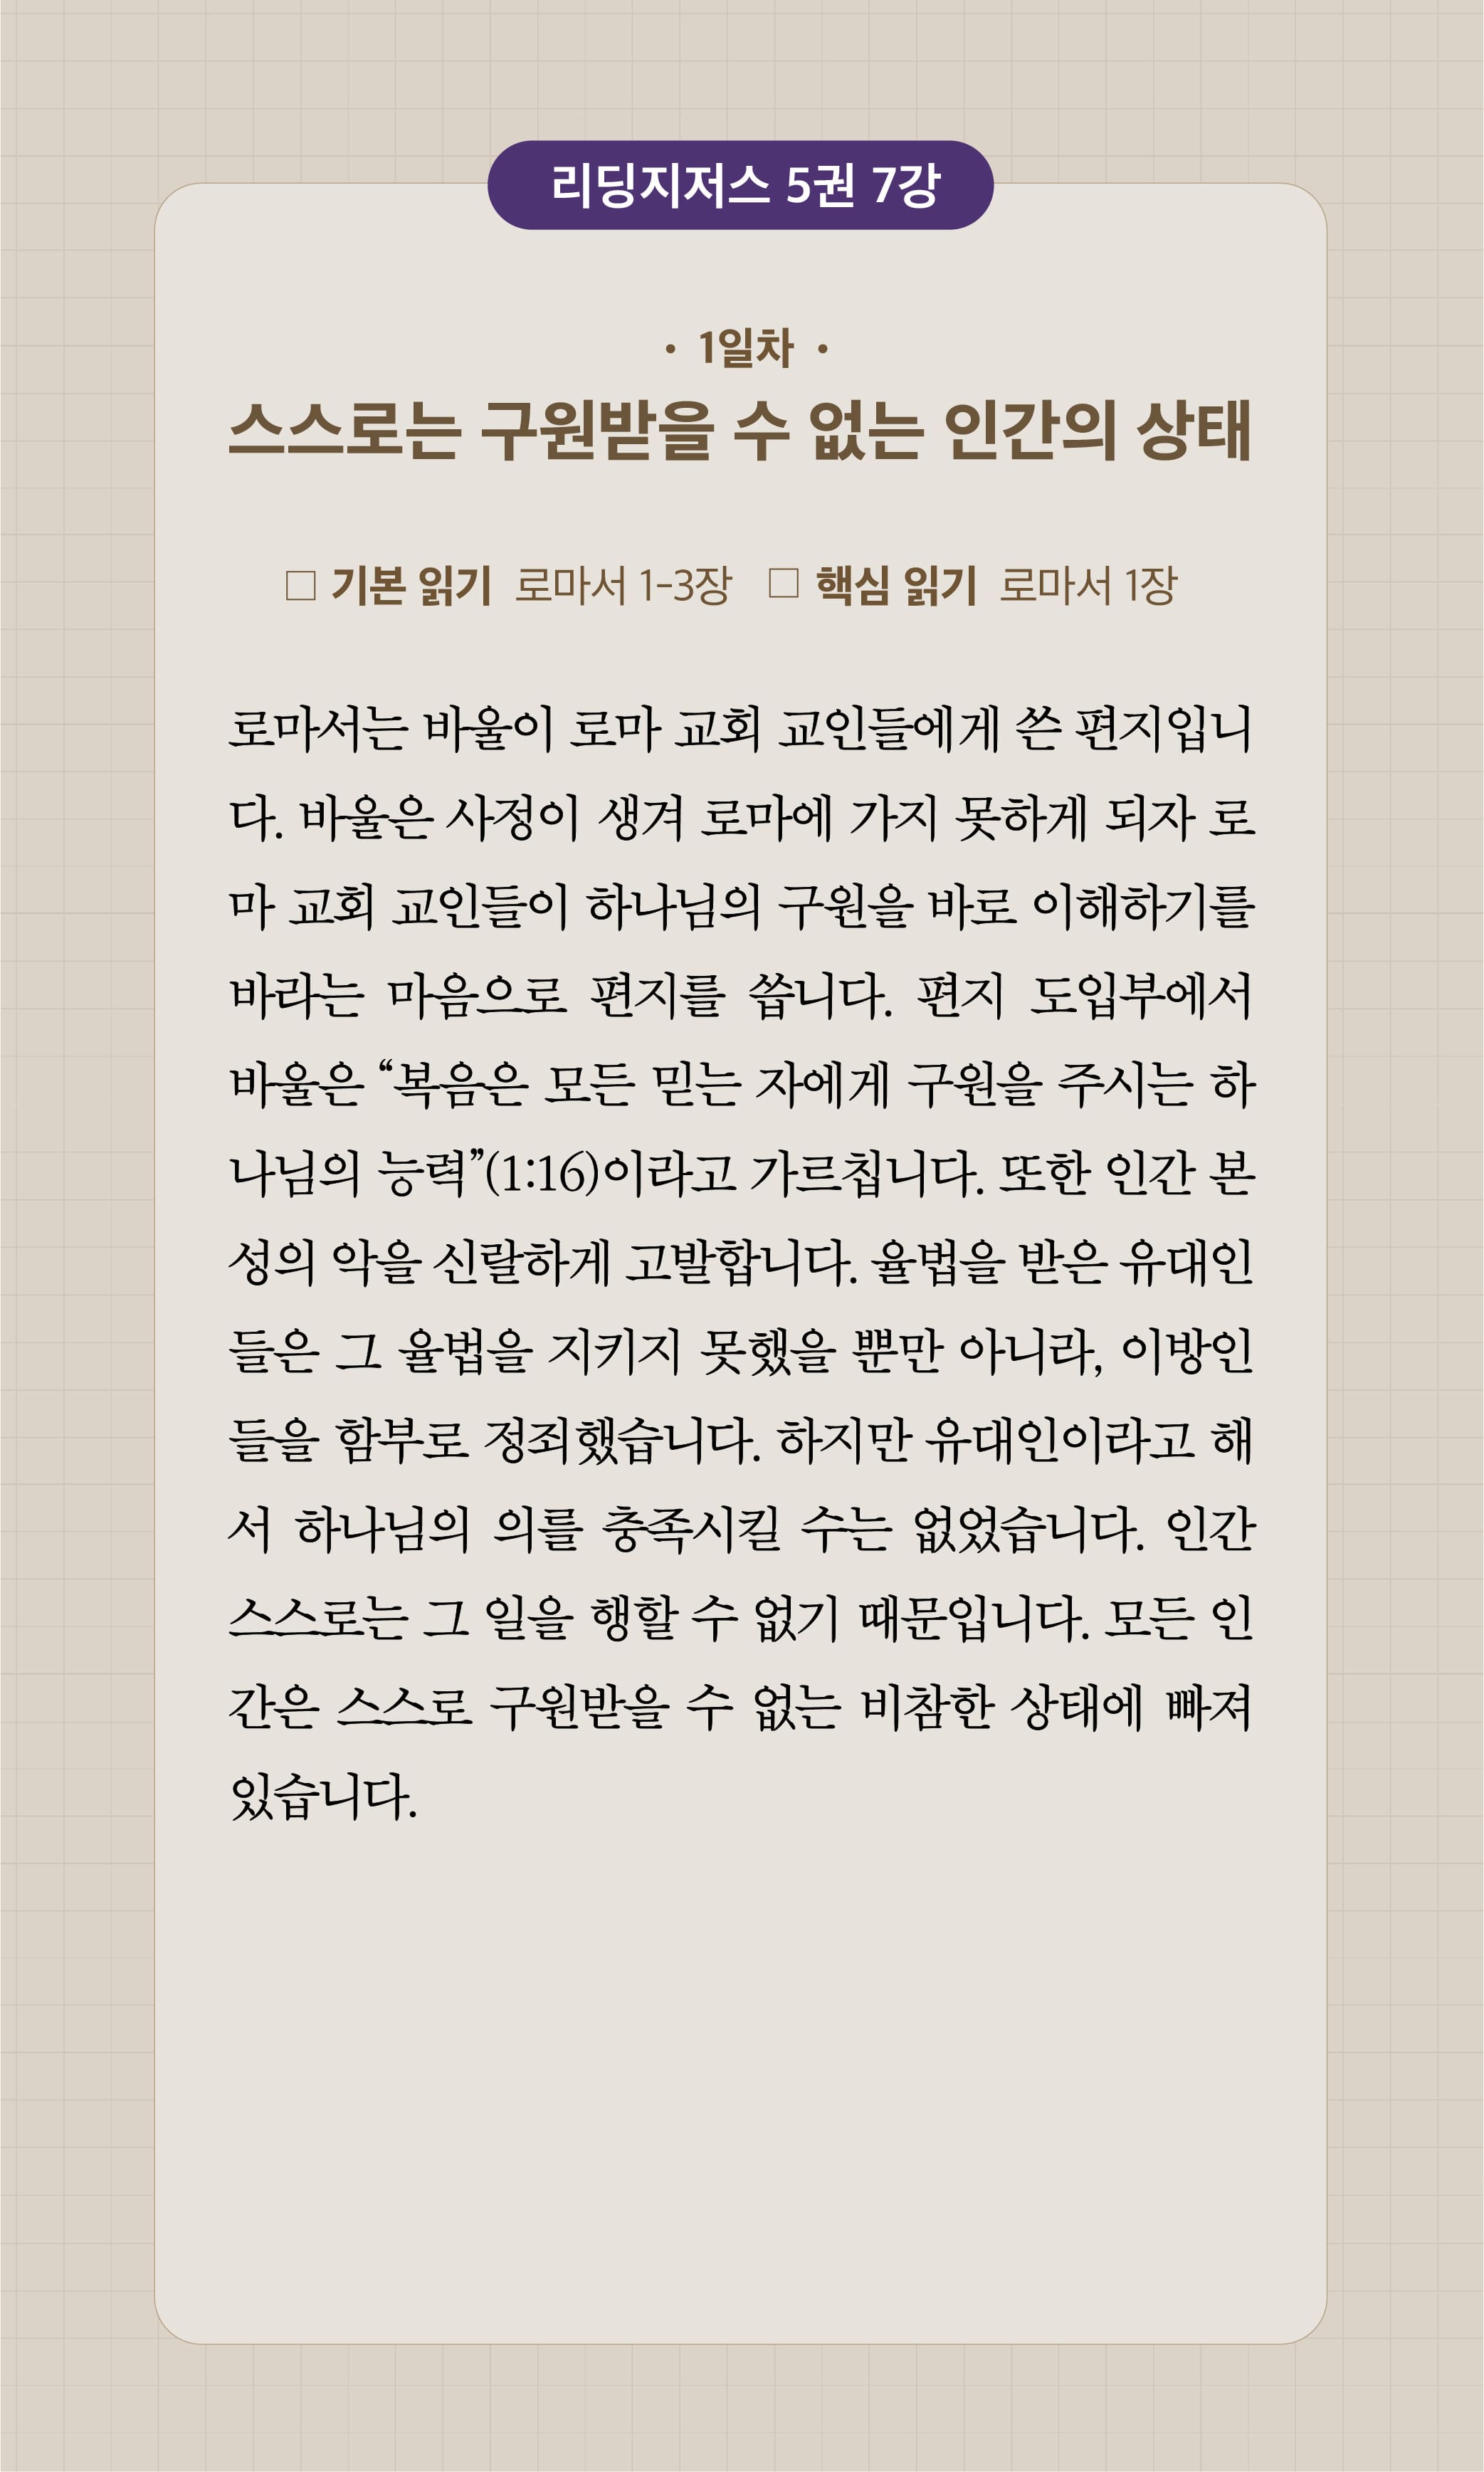 리딩지저스 5권 7강
· 1일차 ·
스스로는 구원받을 수 없는 인간의 상태
□ 기본 읽기 로마서 1-3장 □ 핵심 읽기 로마서 1장
로마서는 바울이 로마 교회 교인들에게 쓴 편지입니
다. 바울은 사정이 생겨 로마에 가지 못하게 되자 로
마 교회 교인들이 하나님의 구원을 바로 이해하기를
바라는 마음으로 편지를 씁니다. 편지 도입부에서
바울은 “복음은 모든 믿는 자에게 구원을 주시는 하
나님의 능력”(1:16)이라고 가르칩니다. 또한 인간 본
성의 악을 신랄하게 고발합니다. 율법을 받은 유대인
들은 그 율법을 지키지 못했을 뿐만 아니라, 이방인
들을 함부로 정죄했습니다. 하지만 유대인이라고 해
서 하나님의 의를 충족시킬 수는 없었습니다. 인간
스스로는 그 일을 행할 수 없기 때문입니다. 모든 인
간은 스스로 구원받을 수 없는 비참한 상태에 빠져
있습니다.